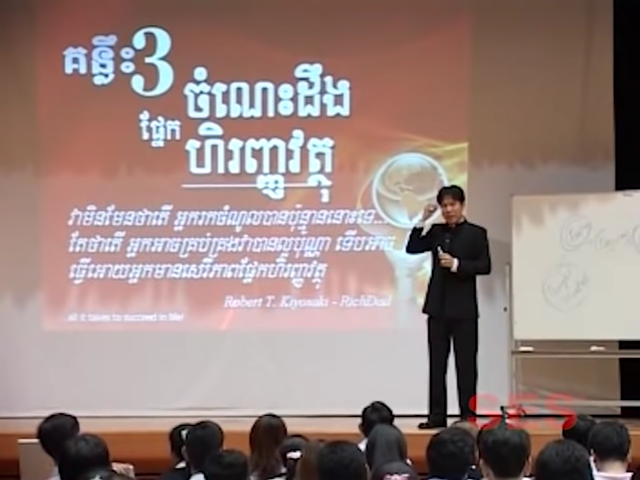 គន្លឹះ 3 ចំណេះដឹង
ផ្នែក ហិរញ្ញវត្ថុ
វាមិនមែនថាតើ អ្នករកចំណូលបានប៉ុន្មាននោះទេ...
តែថាតើ អ្នកអាចគ្រប់គ្រងវាបានល្អប៉ុណ្ណា ទើបអាច
ធ្វើអោយអ្នកមានសេរីភាពផ្នែកហិរញ្ញវត្ថុ
Robert T. Kiyosaki - RichDad
all it takes to succeed in life!
SES